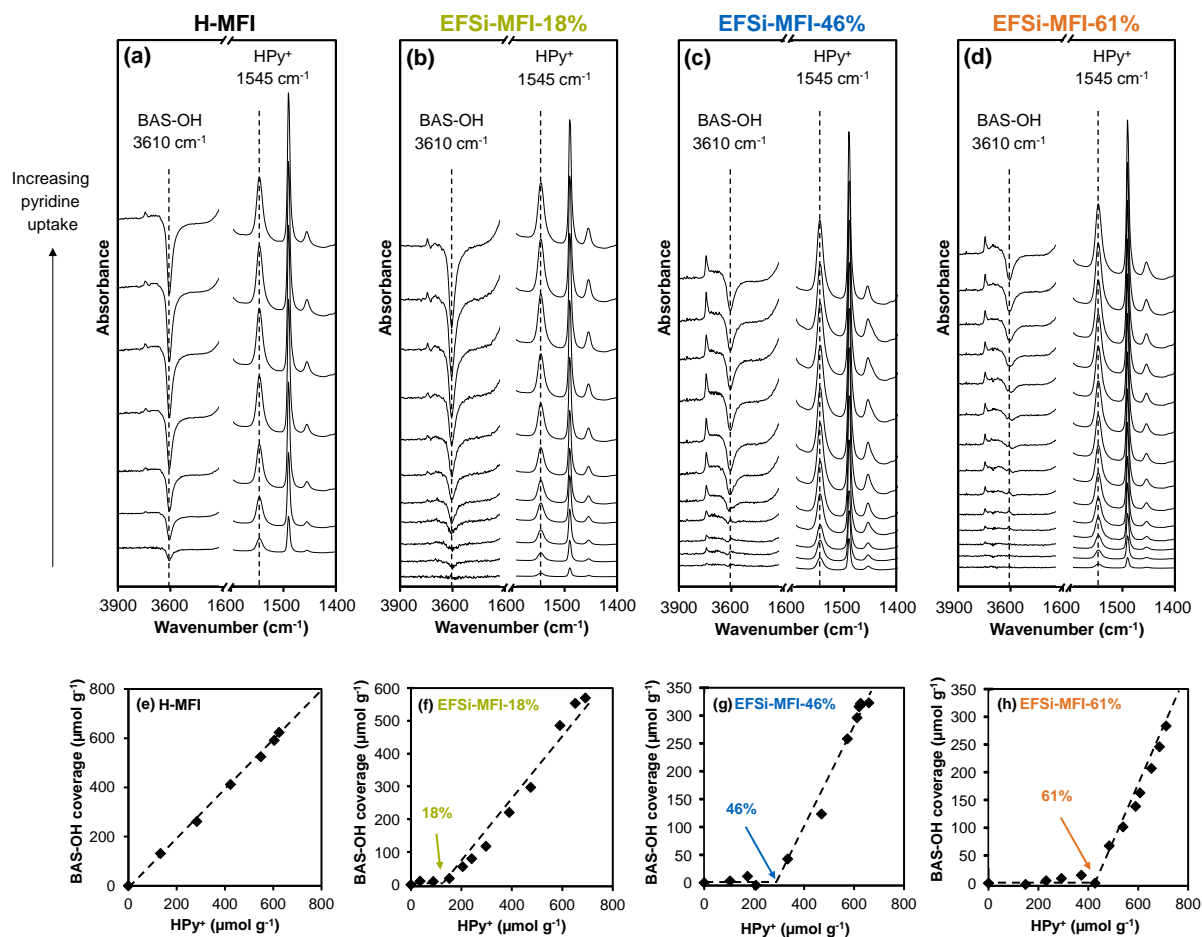 H-MFI
EFSi-MFI-18%
EFSi-MFI-46%
EFSi-MFI-61%
Increasing
pyridine
uptake
(a)
HPy⁺
1545 cm⁻¹
BAS-OH
3610 cm⁻¹
Absorbance
3900 3600 1600 1500 1400
Wavenumber (cm⁻¹)
(b)
HPy⁺
1545 cm⁻¹
BAS-OH
3610 cm⁻¹
Absorbance
3900 3600 1600 1500 1400
Wavenumber (cm⁻¹)
(c)
HPy⁺
1545 cm⁻¹
BAS-OH
3610 cm⁻¹
Absorbance
3900 3600 1600 1500 1400
Wavenumber (cm⁻¹)
(d)
HPy⁺
1545 cm⁻¹
BAS-OH
3610 cm⁻¹
Absorbance
3900 3600 1600 1500 1400
Wavenumber (cm⁻¹)
(e) H-MFI
BAS-OH coverage (µmol g⁻¹)
800
600
400
200
0
0 200 400 600 800
HPy⁺ (µmol g⁻¹)
(f) EFSi-MFI-18%
18%
BAS-OH coverage (µmol g⁻¹)
600
500
400
300
200
100
0
0 200 400 600 800
HPy⁺ (µmol g⁻¹)
(g) EFSi-MFI-46%
46%
BAS-OH coverage (µmol g⁻¹)
350
300
250
200
150
100
50
0
0 200 400 600 800
HPy⁺ (µmol g⁻¹)
(h) EFSi-MFI-61%
61%
BAS-OH coverage (µmol g⁻¹)
350
300
250
200
150
100
50
0
0 200 400 600 800
HPy⁺ (µmol g⁻¹)